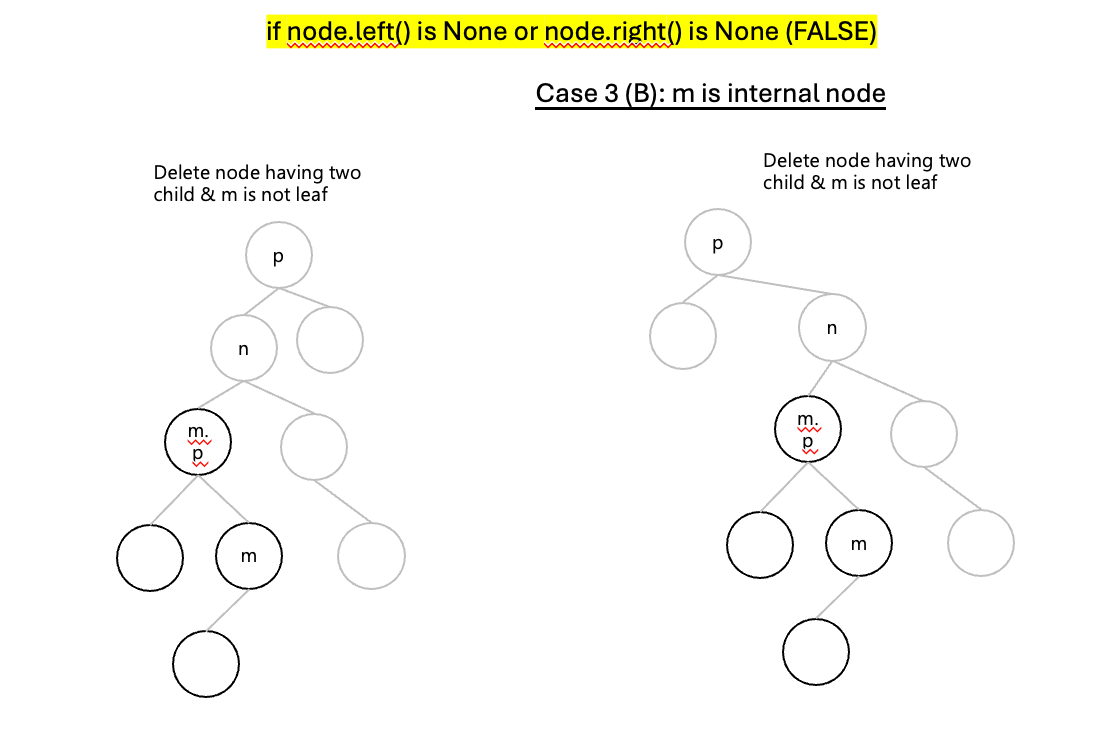 if node.left() is None or node.right() is None (FALSE)
Case 3 (B): m is internal node
Delete node having two
child & m is not leaf
p
n
m.
p
m
Delete node having two
child & m is not leaf
p
n
m.
p
m